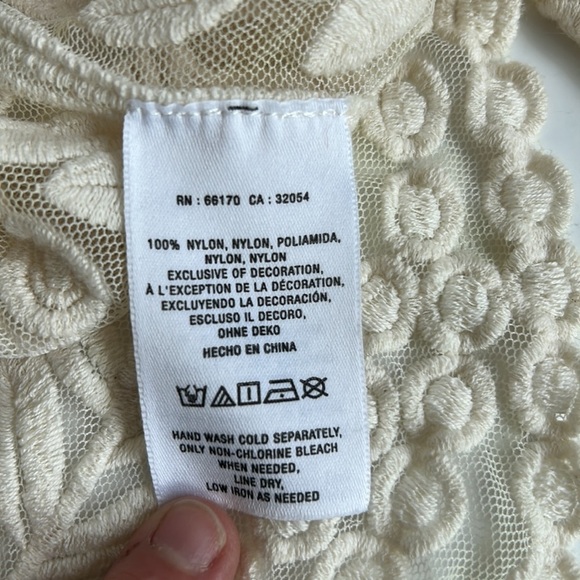 RN : 66170 CA : 32054
100% NYLON, NYLON, POLIAMIDA,
NYLON, NYLON
EXCLUSIVE OF DECORATION,
À L'EXCEPTION DE LA DÉCORATION,
EXCLUYENDO LA DECORACIÓN,
ESCLUSO IL DECORO,
OHNE DEKO
HECHO EN CHINA
HAND WASH COLD SEPARATELY,
ONLY NON-CHLORINE BLEACH
WHEN NEEDED,
LINE DRY,
LOW IRON AS NEEDED